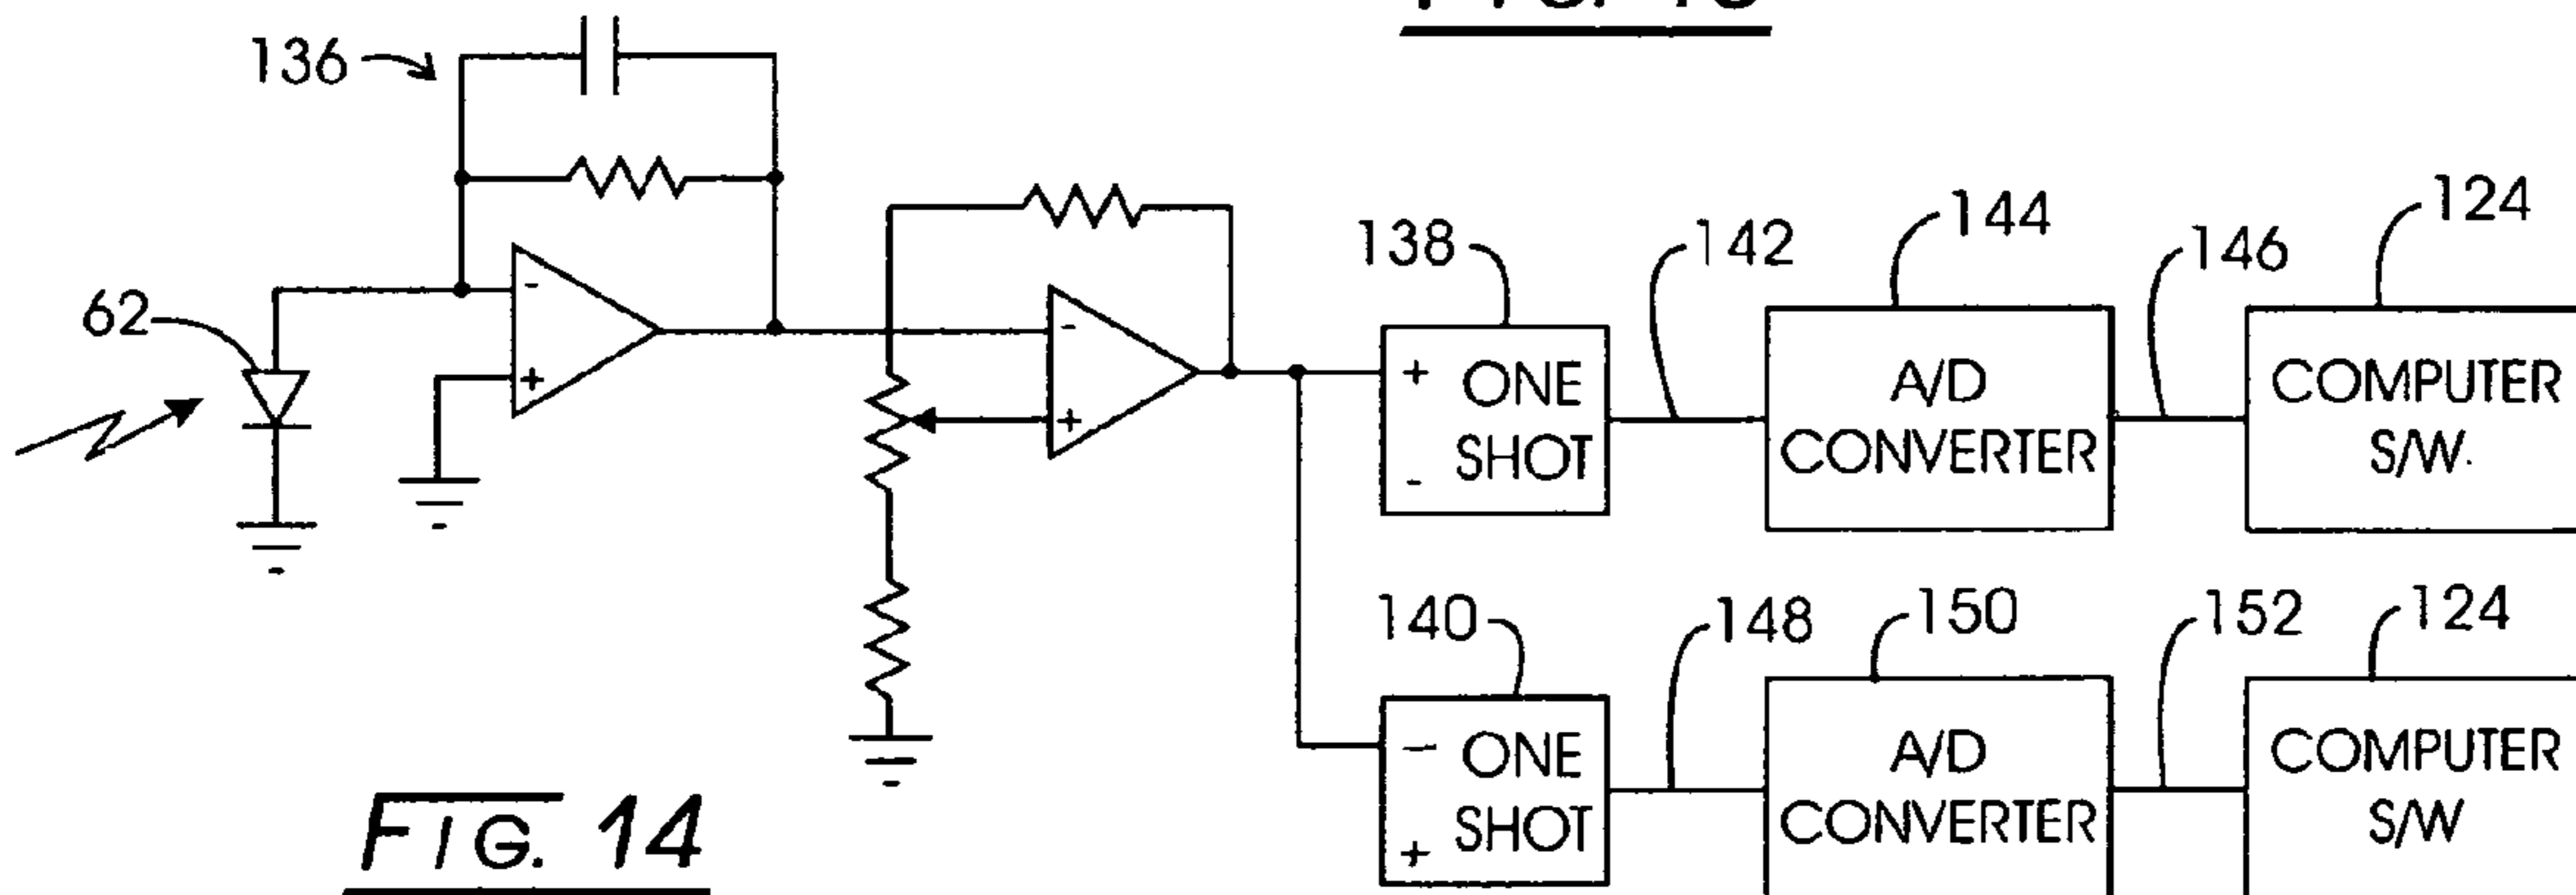 136
62
-
+
-
+
138
142
144
146
124
+ ONE
- SHOT
A/D
CONVERTER
COMPUTER
S/W.
140
148
150
152
124
– ONE
+ SHOT
A/D
CONVERTER
COMPUTER
S/W
FIG. 14